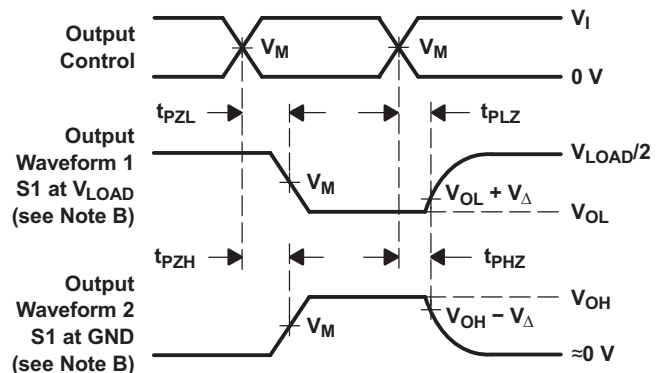 Output
Control
V_I
V_M
V_M
0 V
t_PZL
t_PLZ
Output
Waveform 1
S1 at V_LOAD
(see Note B)
V_LOAD/2
V_M
V_OL + V_Δ
V_OL
t_PZH
t_PHZ
Output
Waveform 2
S1 at GND
(see Note B)
V_OH
V_M
V_OH − V_Δ
≈0 V